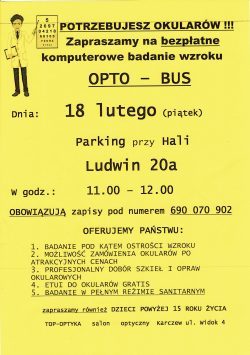 POTRZEBUJESZ OKULARÓW !!!
Zapraszamy na bezpłatne
komputerowe badanie wzroku
OPTO – BUS
Dnia: 18 lutego (piątek)
Parking przy Hali
Ludwin 20a
W godz.: 11.00 – 12.00
OBOWIĄZUJĄ zapisy pod numerem 690 070 902
OFERUJEMY PAŃSTWU:
1. BADANIE POD KĄTEM OSTROŚCI WZROKU
2. MOŻLIWOŚĆ ZAMÓWIENIA OKULARÓW PO
ATRAKCYJNYCH CENACH
3. PROFESJONALNY DOBÓR SZKIEŁ I OPRAW
OKULAROWYCH
4. ETUI DO OKULARÓW GRATIS
5. BADANIE W PEŁNYM REŻIMIE SANITARNYM
zapraszamy również DZIECI POWYŻEJ 15 ROKU ŻYCIA
TOP-OPTYKA salon optyczny Karczew ul. Widok 4